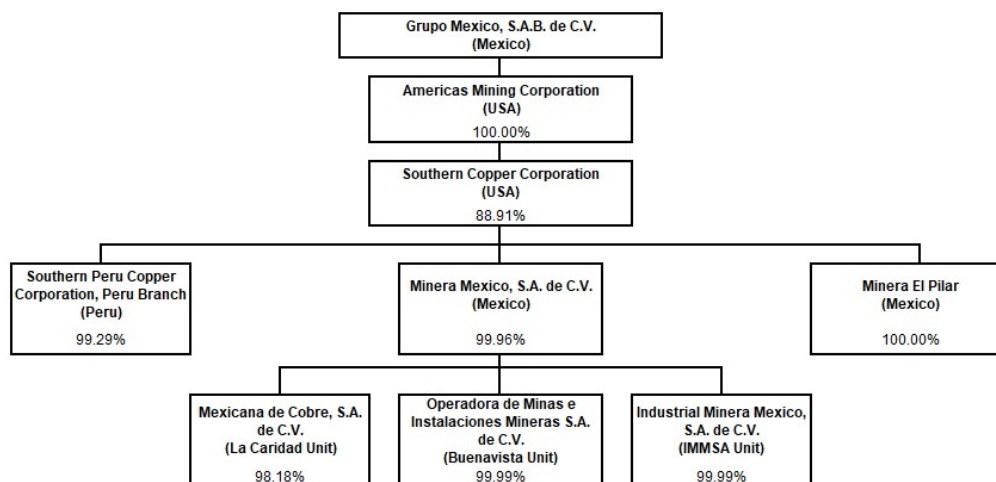 Grupo Mexico, S.A.B. de C.V.
(Mexico)
Americas Mining Corporation
(USA)
100.00%
Southern Copper Corporation
(USA)
88.91%
Southern Peru Copper
Corporation, Peru Branch
(Peru)
99.29%
Minera Mexico, S.A. de C.V.
(Mexico)
99.96%
Minera El Pilar
(Mexico)
100.00%
Mexicana de Cobre, S.A.
de C.V.
(La Caridad Unit)
98.18%
Operadora de Minas e
Instalaciones Mineras S.A.
de C.V.
(Buenavista Unit)
99.99%
Industrial Minera Mexico,
S.A. de C.V.
(IMMSA Unit)
99.99%